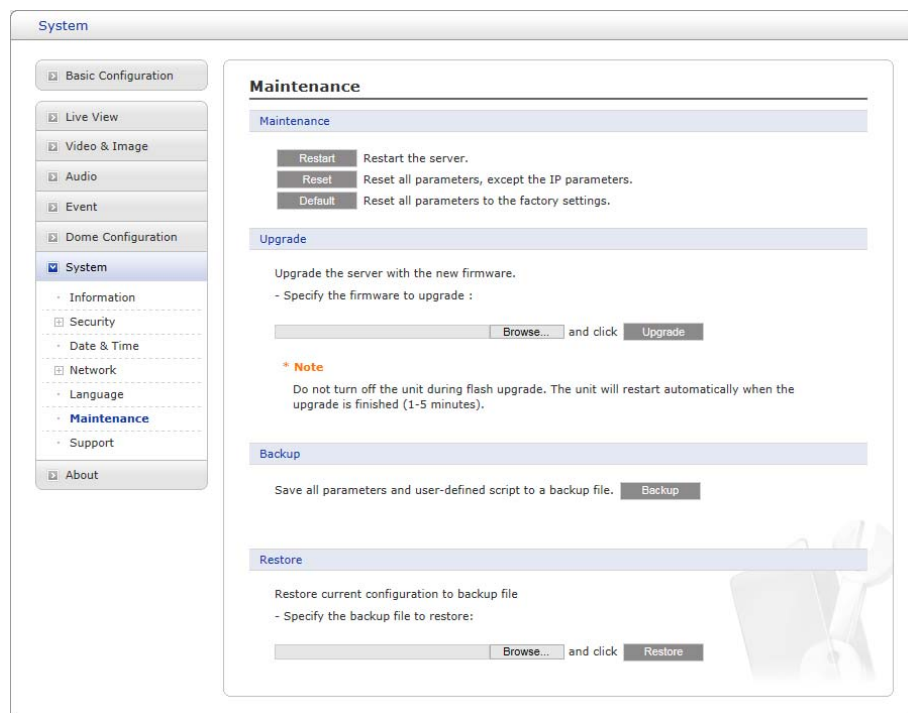 System
Basic Configuration
Live View
Video & Image
Audio
Event
Dome Configuration
System
Information
Security
Date & Time
Network
Language
Maintenance
Support
About
Maintenance
Maintenance
Restart Restart the server.
Reset Reset all parameters, except the IP parameters.
Default Reset all parameters to the factory settings.
Upgrade
Upgrade the server with the new firmware.
- Specify the firmware to upgrade :
Browse... and click Upgrade
* Note
Do not turn off the unit during flash upgrade. The unit will restart automatically when the
upgrade is finished (1-5 minutes).
Backup
Save all parameters and user-defined script to a backup file. Backup
Restore
Restore current configuration to backup file
- Specify the backup file to restore:
Browse... and click Restore